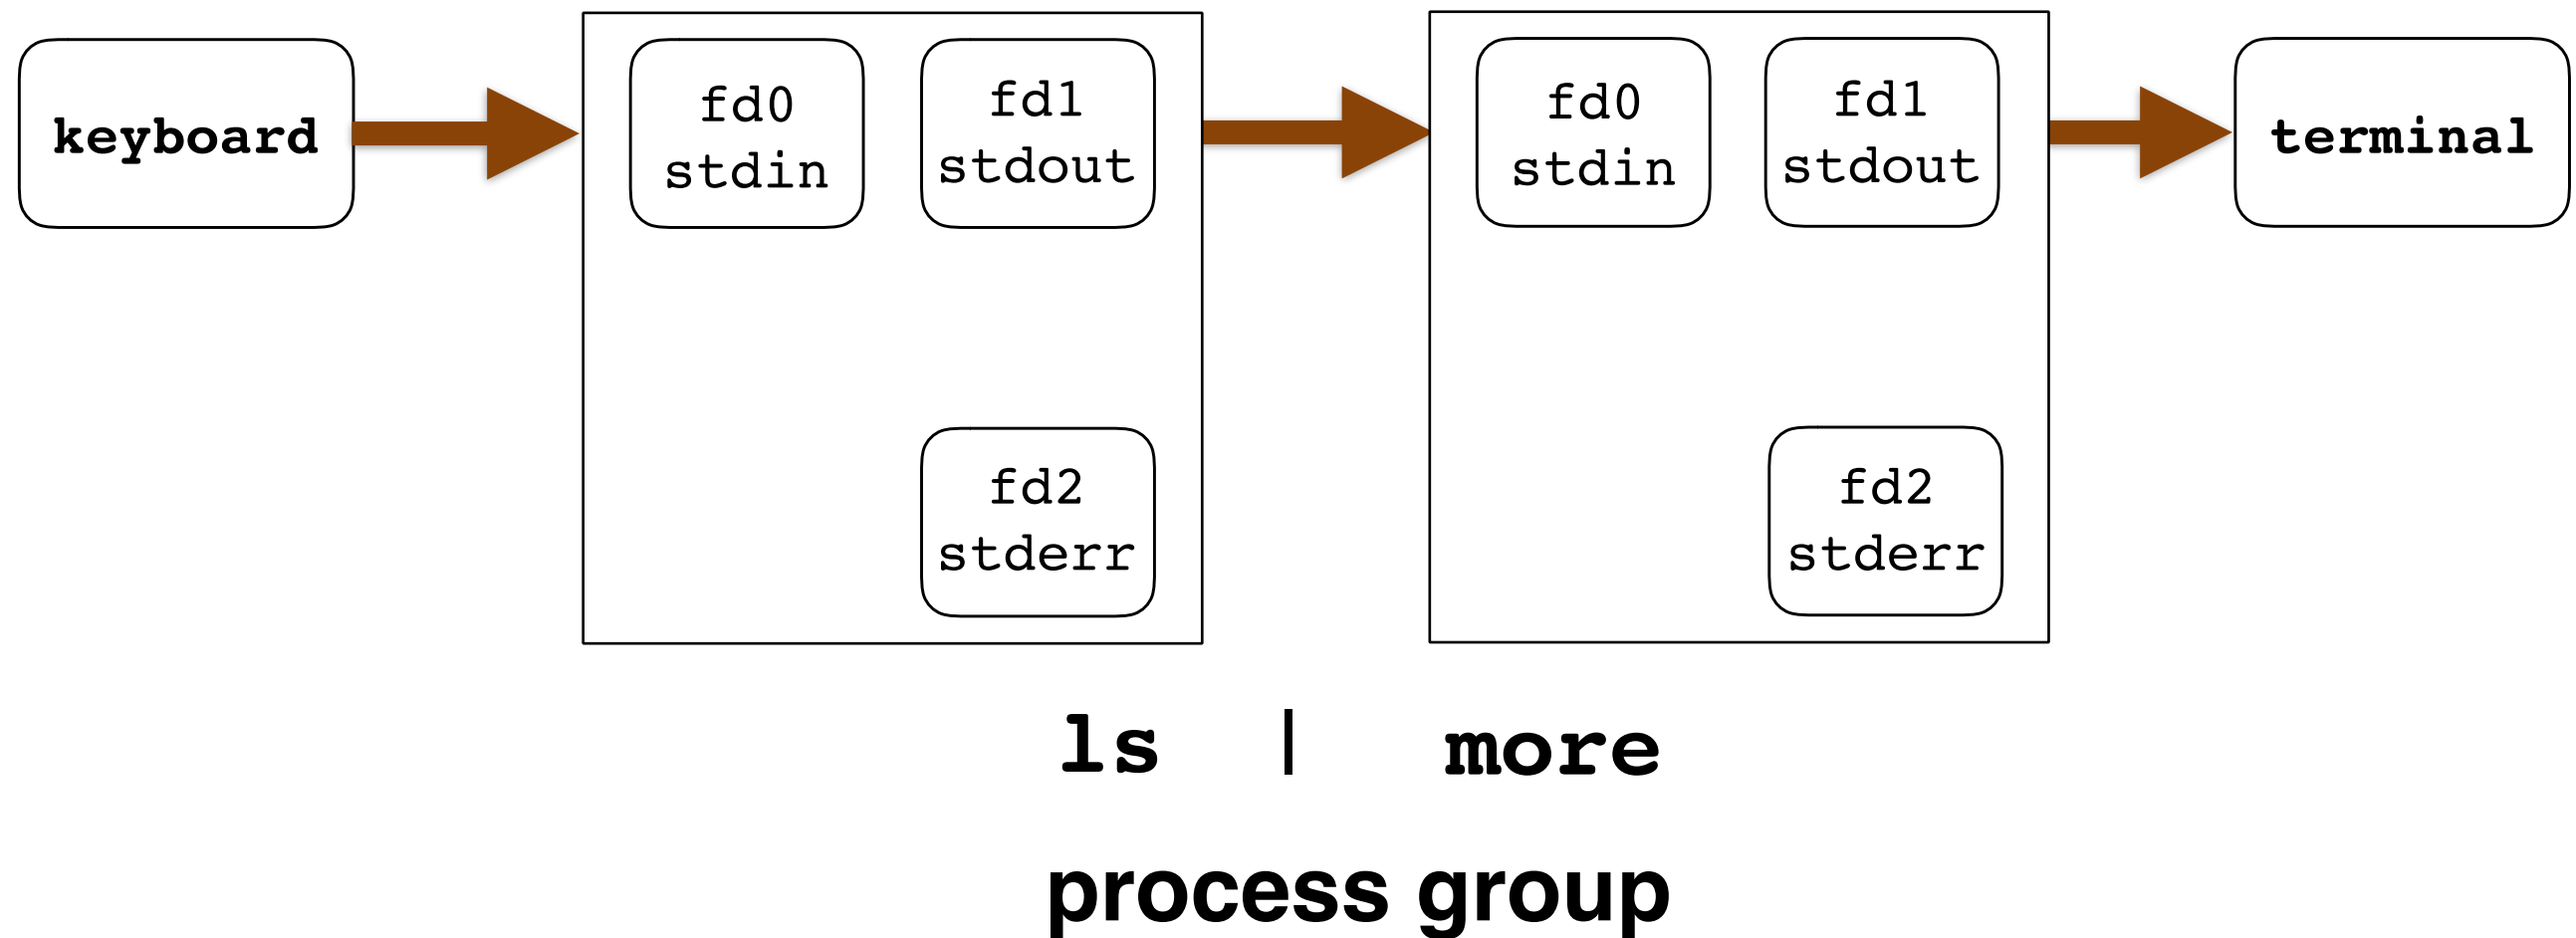 keyboard
fd0
stdin
fd1
stdout
fd2
stderr
fd0
stdin
fd1
stdout
fd2
stderr
terminal
ls | more
process group